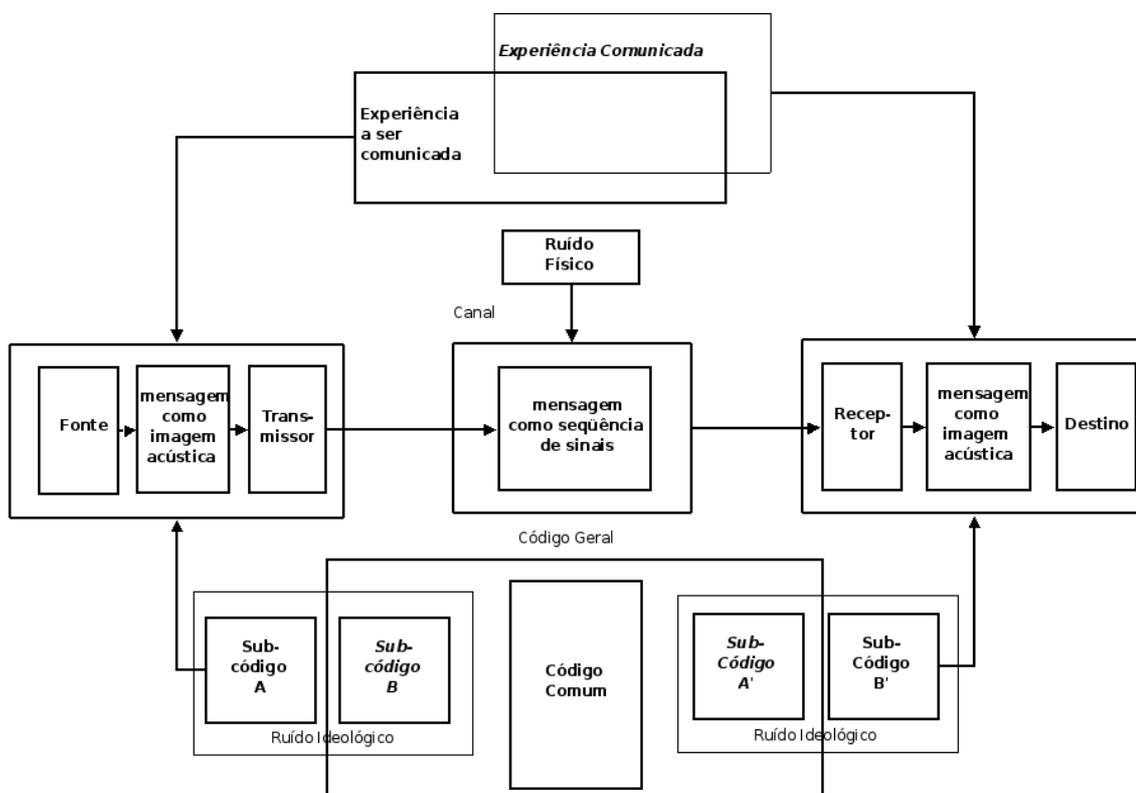 Experiência Comunicada
Experiência
a ser
comunicada
Ruído
Físico
Canal
Fonte
mensagem
como
imagem
acústica
Trans-
missor
mensagem
como seqüência
de sinais
Recep-
tor
mensagem
como
imagem
acústica
Destino
Código Geral
Sub-
código
A
Sub-
código
B
Ruído Ideológico
Código
Comum
Sub-
Código
A'
Sub-
Código
B'
Ruído Ideológico